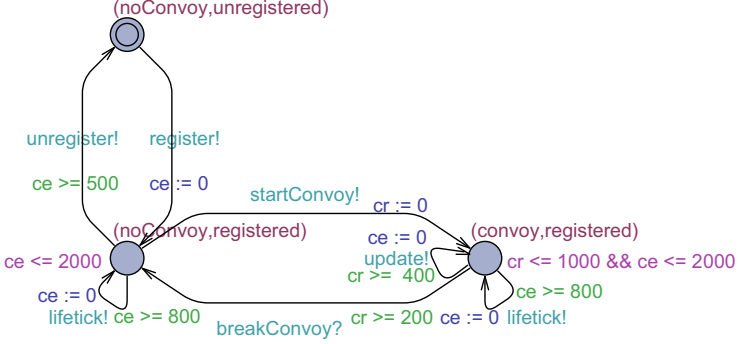 (noConvoy,unregistered)
unregister!
register!
ce >= 500
ce := 0
startConvoy!
cr := 0
(noConvoy,registered)
(convoy,registered)
ce := 0
ce <= 2000
update!
cr <= 1000 && ce <= 2000
cr >= 400
ce := 0
ce >= 800
lifetick!
ce >= 800
breakConvoy?
cr >= 200
ce := 0
lifetick!